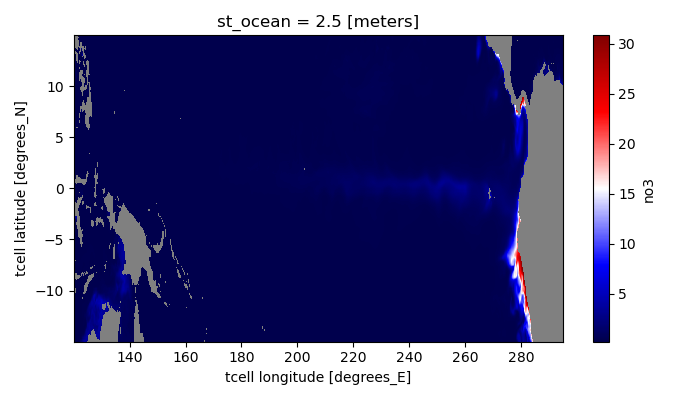 st_ocean = 2.5 [meters]
tcell latitude [degrees_N]
10
5
0
−5
−10
140 160 180 200 220 240 260 280
tcell longitude [degrees_E]
30
25
20
15
10
5
no3